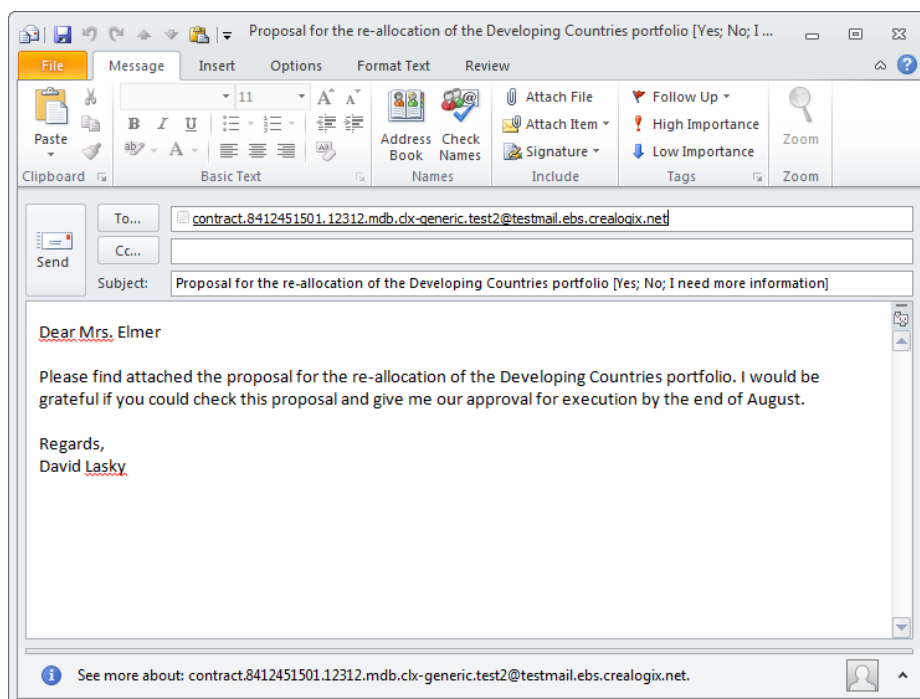 Proposal for the re-allocation of the Developing Countries portfolio [Yes; No; I ...
File Message Insert Options Format Text Review
Paste
11
B I U
Address Book
Check Names
Attach File
Attach Item
Signature
Follow Up
High Importance
Low Importance
Zoom
Clipboard Basic Text Names Include Tags Zoom
Send
To... contract.8412451501.12312.mdb.clx-generic.test2@testmail.ebs.crealogix.net
Cc...
Subject: Proposal for the re-allocation of the Developing Countries portfolio [Yes; No; I need more information]
Dear Mrs. Elmer
Please find attached the proposal for the re-allocation of the Developing Countries portfolio. I would be
grateful if you could check this proposal and give me our approval for execution by the end of August.
Regards,
David Lasky
See more about: contract.8412451501.12312.mdb.clx-generic.test2@testmail.ebs.crealogix.net.